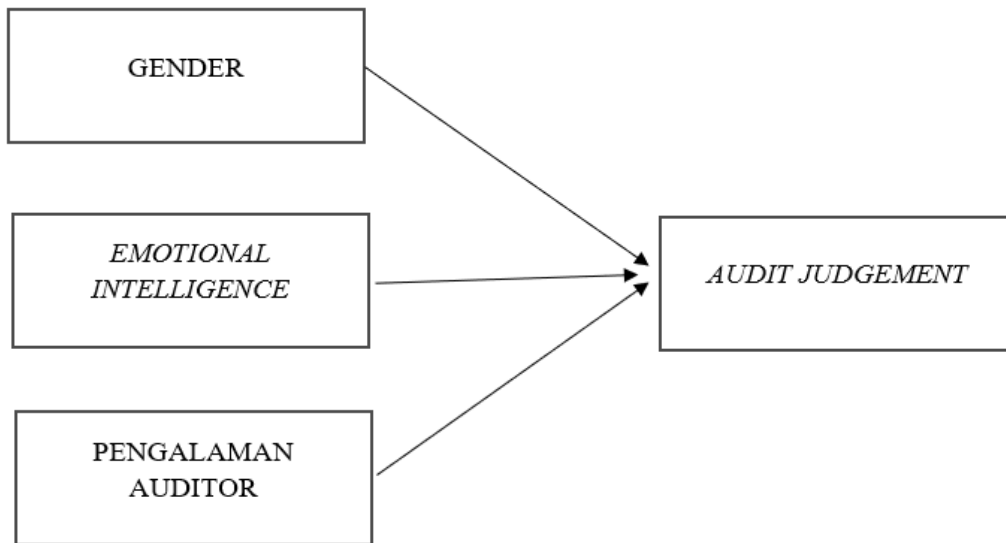 GENDER
EMOTIONAL
INTELLIGENCE
AUDIT JUDGEMENT
PENGALAMAN
AUDITOR